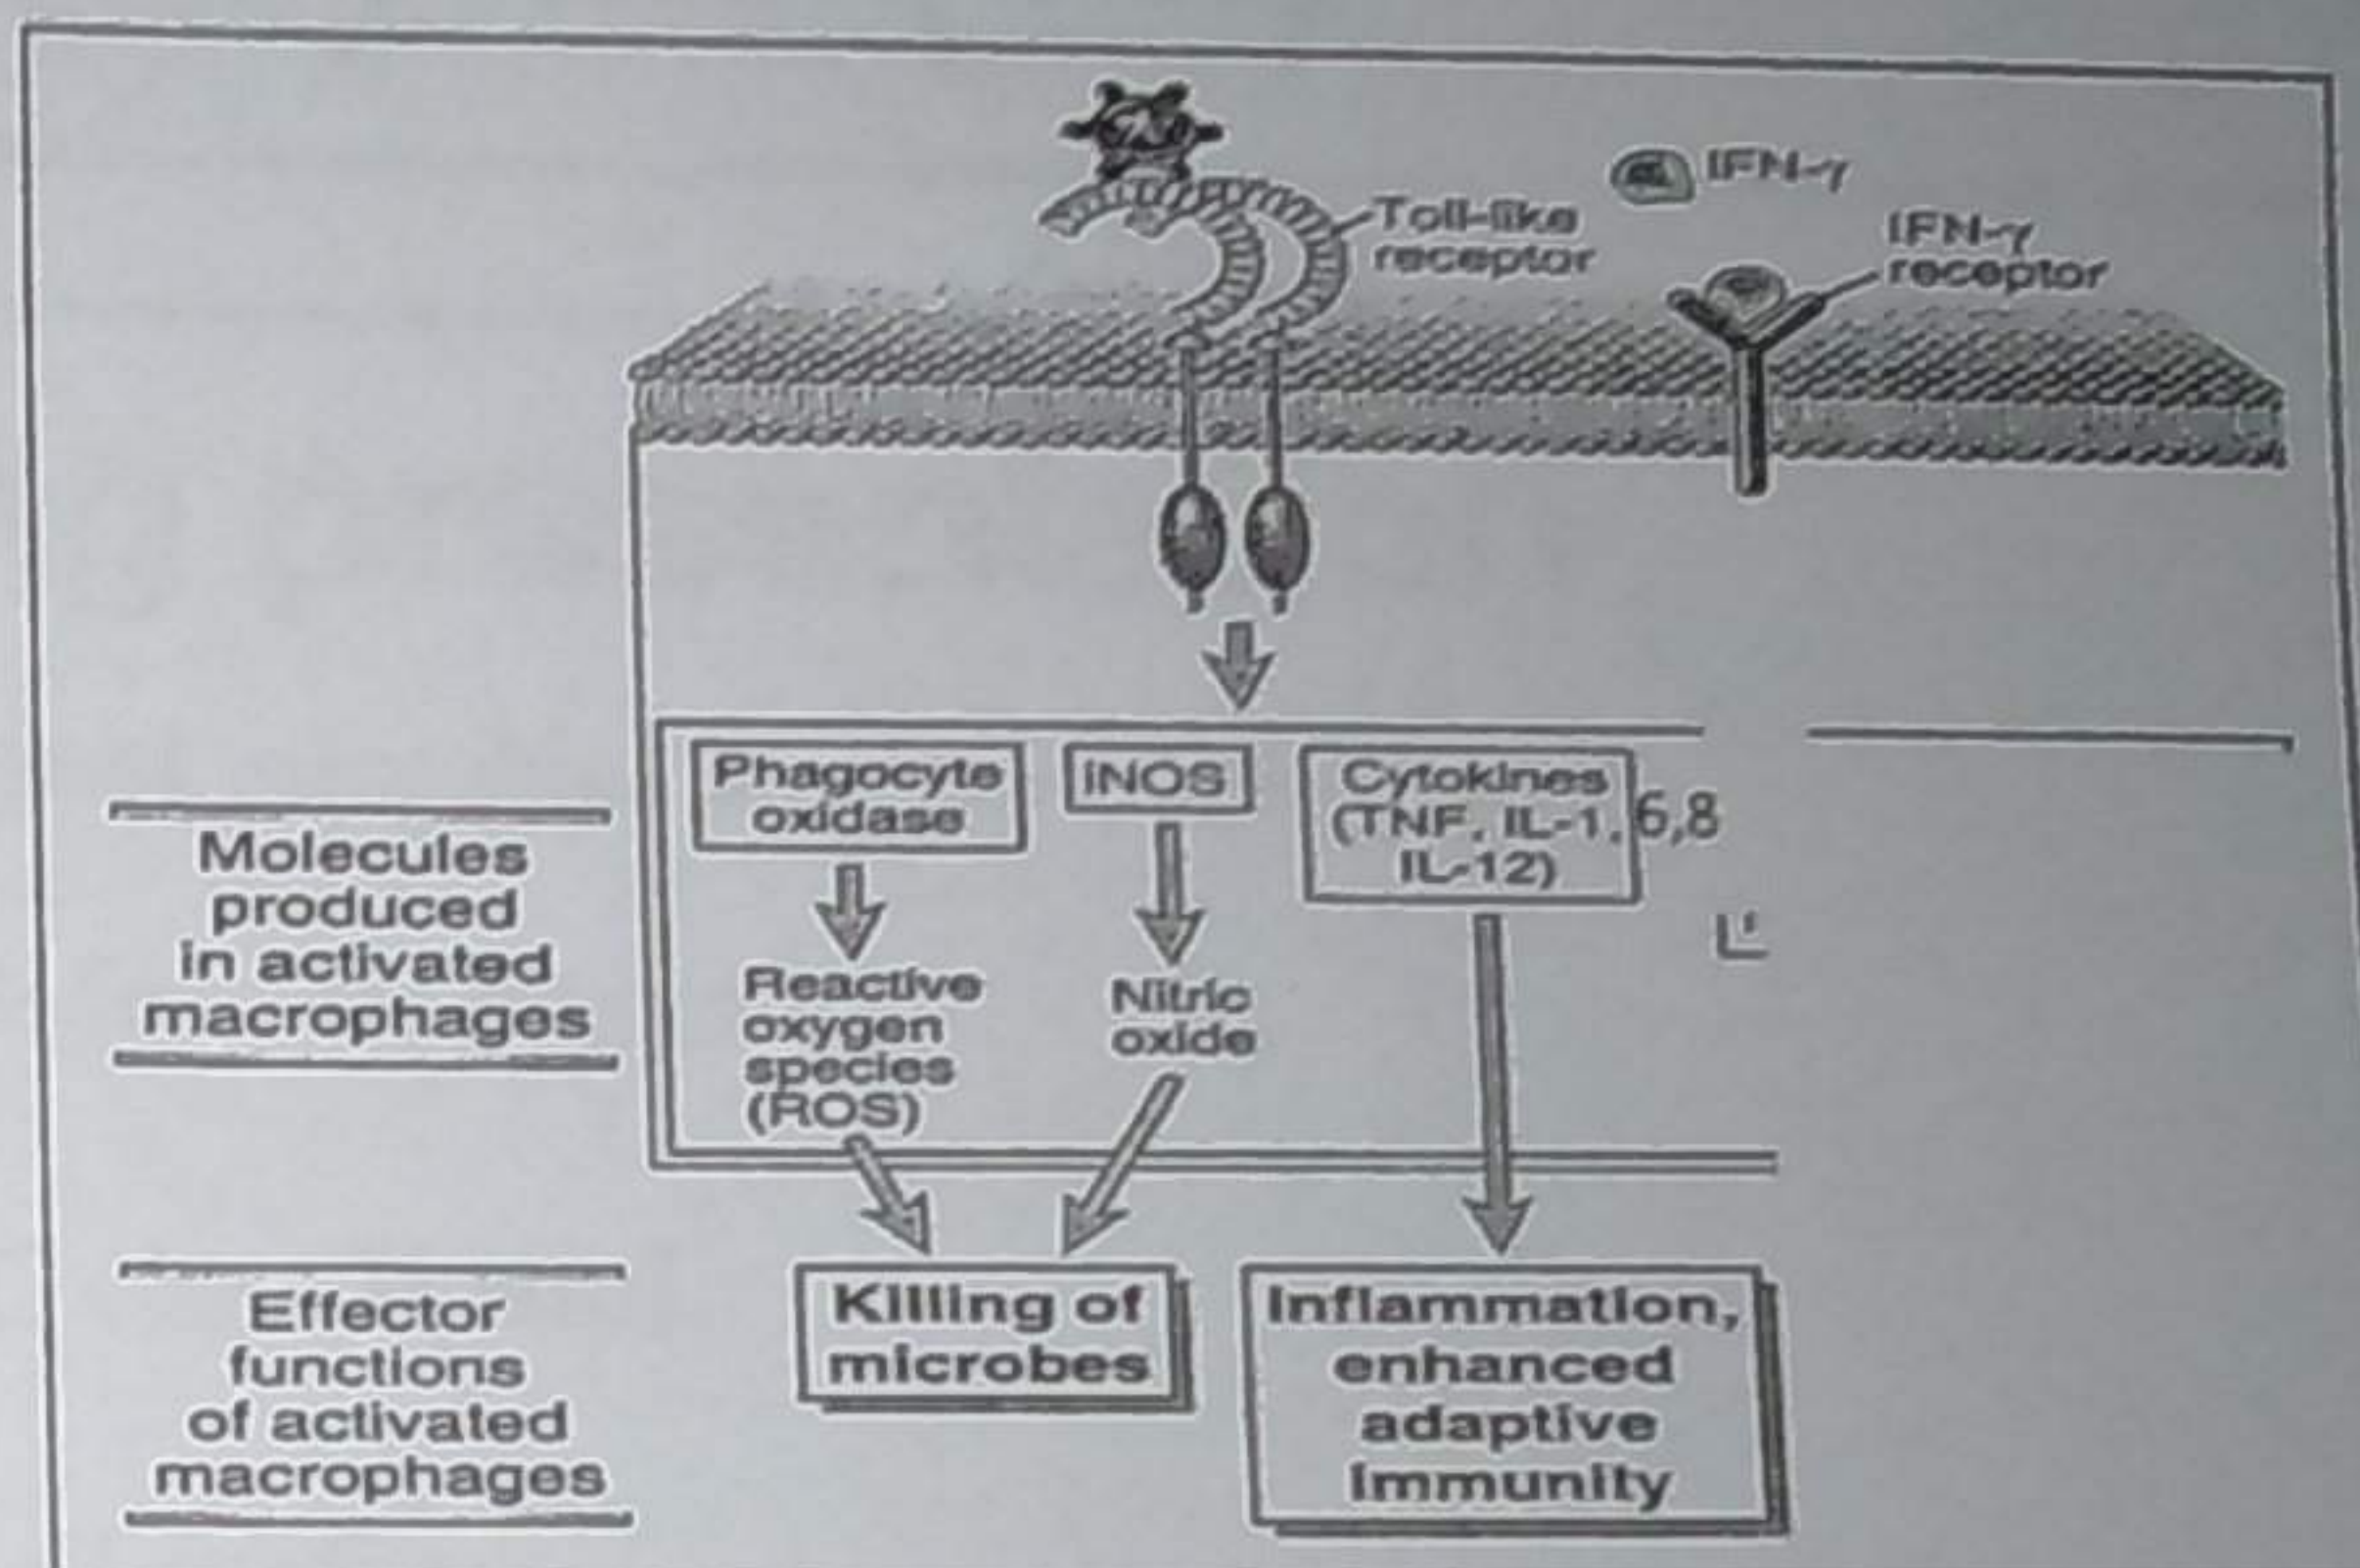 IFN-γ
Toll-like
receptor
IFN-γ
receptor
Phagocyte
oxidase
iNOS
Cytokines
(TNF, IL-1, 6,8
IL-12)
Molecules
produced
in activated
macrophages
Reactive
oxygen
species
(ROS)
Nitric
oxide
Effector
functions
of activated
macrophages
Killing of
microbes
Inflammation,
enhanced
adaptive
immunity